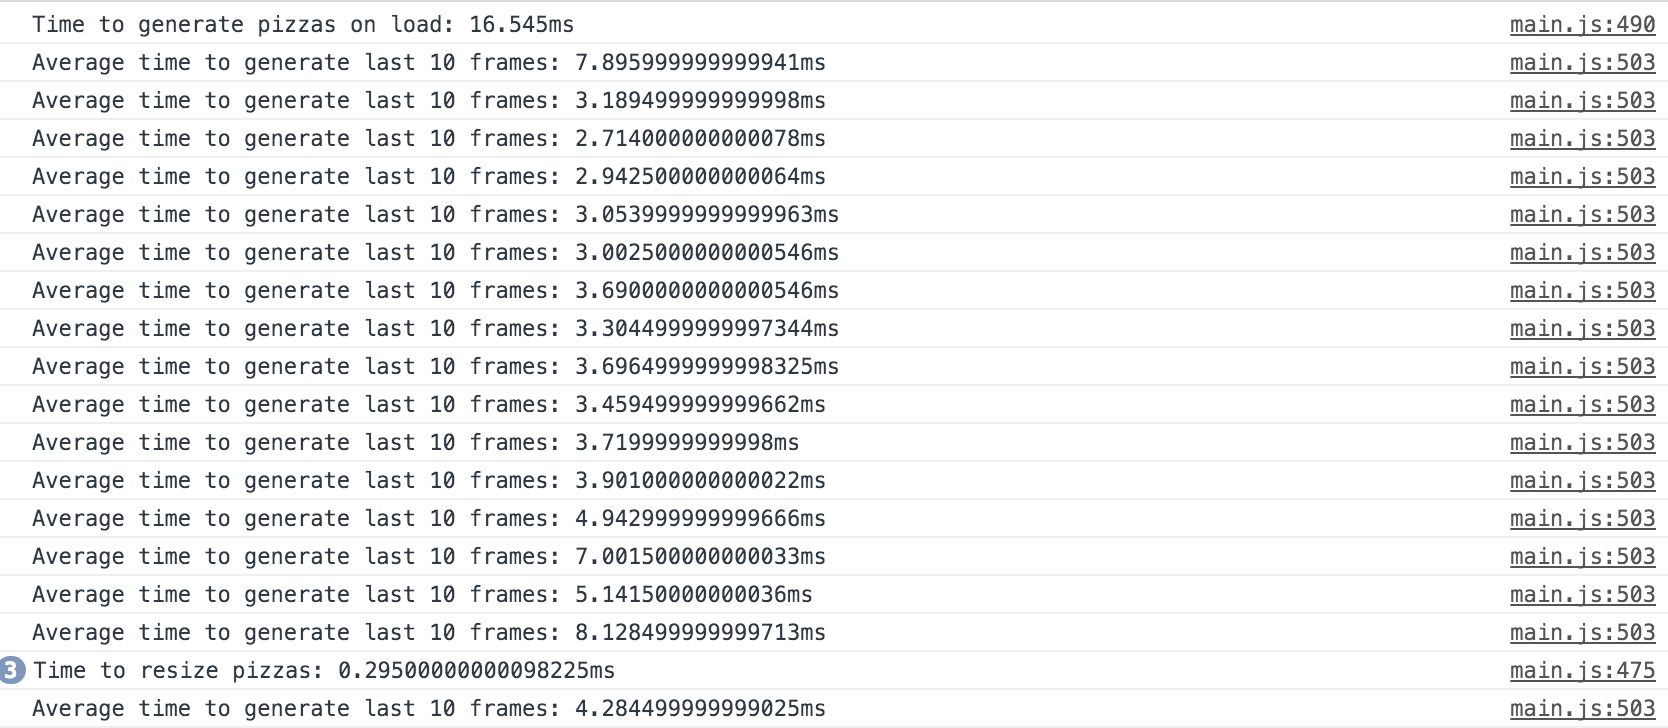 Time to generate pizzas on load: 16.545ms main.js:490
Average time to generate last 10 frames: 7.895999999999941ms main.js:503
Average time to generate last 10 frames: 3.189499999999998ms main.js:503
Average time to generate last 10 frames: 2.714000000000078ms main.js:503
Average time to generate last 10 frames: 2.942500000000064ms main.js:503
Average time to generate last 10 frames: 3.0539999999999963ms main.js:503
Average time to generate last 10 frames: 3.0025000000000546ms main.js:503
Average time to generate last 10 frames: 3.6900000000000546ms main.js:503
Average time to generate last 10 frames: 3.3044999999997344ms main.js:503
Average time to generate last 10 frames: 3.6964999999998325ms main.js:503
Average time to generate last 10 frames: 3.459499999999662ms main.js:503
Average time to generate last 10 frames: 3.7199999999998ms main.js:503
Average time to generate last 10 frames: 3.901000000000022ms main.js:503
Average time to generate last 10 frames: 4.942999999999666ms main.js:503
Average time to generate last 10 frames: 7.001500000000033ms main.js:503
Average time to generate last 10 frames: 5.14150000000036ms main.js:503
Average time to generate last 10 frames: 8.128499999999713ms main.js:503
3 Time to resize pizzas: 0.29500000000098225ms main.js:475
Average time to generate last 10 frames: 4.284499999999025ms main.js:503